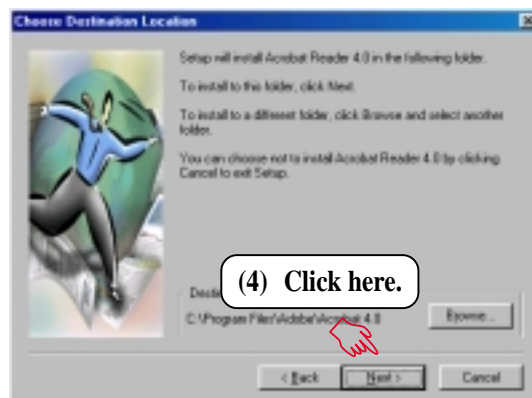 Choose Destination Location
Setup will install Acrobat Reader 4.0 in the following folder.
To install to this folder, click Next.
To install to a different folder, click Browse and select another
folder.
You can choose not to install Acrobat Reader 4.0 by clicking
Cancel to exit Setup.
(4) Click here.
C:\Program Files\Adobe\Acrobat 4.0
Browse...
< Back
Next >
Cancel